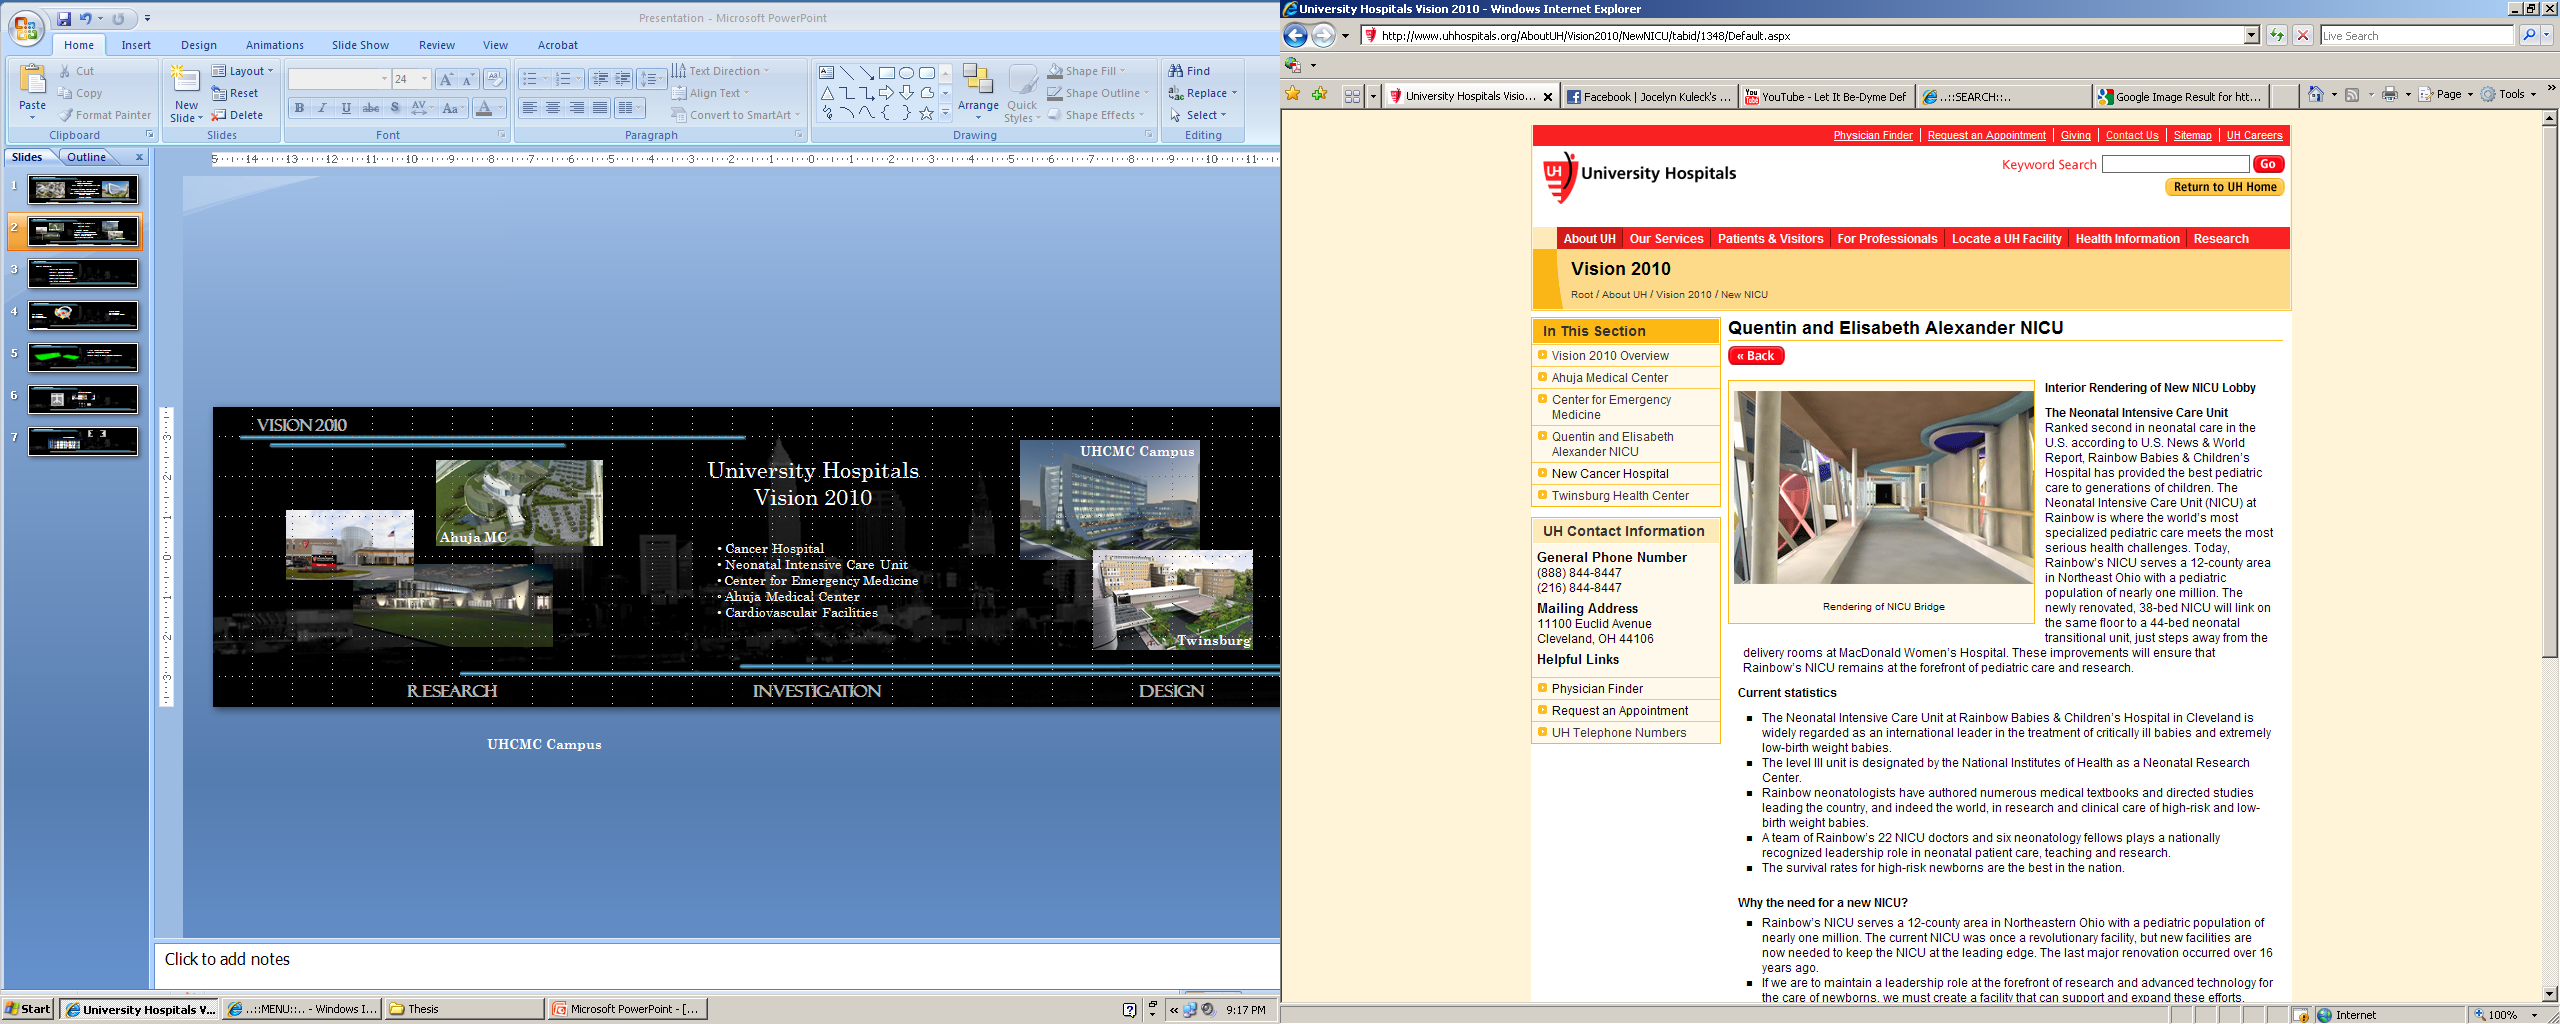 Presentation - Microsoft PowerPoint
Home Insert Design Animations Slide Show Review View Acrobat
Paste
Cut
Copy
Format Painter
Clipboard
New Slide
Layout
Reset
Delete
Slides
24
B I U abc S AV Aa A
Font
Paragraph
Text Direction
Align Text
Convert to SmartArt
Arrange
Quick Styles
Shape Fill
Shape Outline
Shape Effects
Drawing
Find
Replace
Select
Editing
Slides Outline
1
2
3
4
5
6
7
VISION 2010
Ahuja MC
University Hospitals
Vision 2010
• Cancer Hospital
• Neonatal Intensive Care Unit
• Center for Emergency Medicine
• Ahuja Medical Center
• Cardiovascular Facilities
UHCMC Campus
Twinsburg
RESEARCH INVESTIGATION DESIGN
UHCMC Campus
Click to add notes
Start
University Hospitals V...
..::MENU::.. - Windows I...
Thesis
Microsoft PowerPoint - [...
9:17 PM
University Hospitals Vision 2010 - Windows Internet Explorer
http://www.uhhospitals.org/AboutUH/Vision2010/NewNICU/tabid/1348/Default.aspx
Live Search
University Hospitals Visio...
Facebook | Jocelyn Kuleck's ...
YouTube - Let It Be-Dyme Def
..::SEARCH::..
Google Image Result for htt...
Page Tools
Physician Finder | Request an Appointment | Giving | Contact Us | Sitemap | UH Careers
UH University Hospitals
Keyword Search Go
Return to UH Home
About UH Our Services Patients & Visitors For Professionals Locate a UH Facility Health Information Research
Vision 2010
Root / About UH / Vision 2010 / New NICU
In This Section
Vision 2010 Overview
Ahuja Medical Center
Center for Emergency
Medicine
Quentin and Elisabeth
Alexander NICU
New Cancer Hospital
Twinsburg Health Center
UH Contact Information
General Phone Number
(888) 844-8447
(216) 844-8447
Mailing Address
11100 Euclid Avenue
Cleveland, OH 44106
Helpful Links
Physician Finder
Request an Appointment
UH Telephone Numbers
Quentin and Elisabeth Alexander NICU
« Back
Rendering of NICU Bridge
Interior Rendering of New NICU Lobby
The Neonatal Intensive Care Unit
Ranked second in neonatal care in the
U.S. according to U.S. News & World
Report, Rainbow Babies & Children's
Hospital has provided the best pediatric
care to generations of children. The
Neonatal Intensive Care Unit (NICU) at
Rainbow is where the world's most
specialized pediatric care meets the most
serious health challenges. Today,
Rainbow's NICU serves a 12-county area
in Northeast Ohio with a pediatric
population of nearly one million. The
newly renovated, 38-bed NICU will link on
the same floor to a 44-bed neonatal
transitional unit, just steps away from the
delivery rooms at MacDonald Women's Hospital. These improvements will ensure that
Rainbow's NICU remains at the forefront of pediatric care and research.
Current statistics
The Neonatal Intensive Care Unit at Rainbow Babies & Children's Hospital in Cleveland is
widely regarded as an international leader in the treatment of critically ill babies and extremely
low-birth weight babies.
The level III unit is designated by the National Institutes of Health as a Neonatal Research
Center.
Rainbow neonatologists have authored numerous medical textbooks and directed studies
leading the country, and indeed the world, in research and clinical care of high-risk and low-
birth weight babies.
A team of Rainbow's 22 NICU doctors and six neonatology fellows plays a nationally
recognized leadership role in neonatal patient care, teaching and research.
The survival rates for high-risk newborns are the best in the nation.
Why the need for a new NICU?
Rainbow's NICU serves a 12-county area in Northeastern Ohio with a pediatric population of
nearly one million. The current NICU was once a revolutionary facility, but new facilities are
now needed to keep the NICU at the leading edge. The last major renovation occurred over 16
years ago.
If we are to maintain a leadership role at the forefront of research and advanced technology for
the care of newborns, we must create a facility that can support and expand these efforts.
Internet
100%